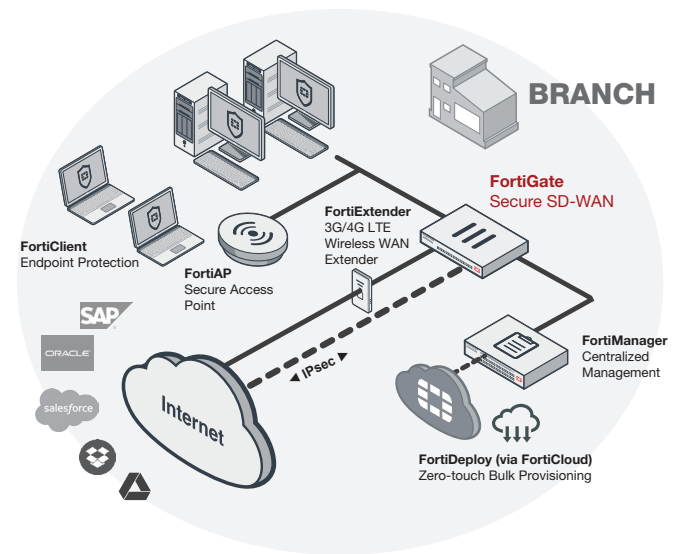 BRANCH
FortiGate
Secure SD-WAN
FortiExtender
3G/4G LTE
Wireless WAN
Extender
FortiClient
Endpoint Protection
FortiAP
Secure Access
Point
SAP
ORACLE
salesforce
Internet
IPsec
FortiManager
Centralized
Management
FortiDeploy (via FortiCloud)
Zero-touch Bulk Provisioning